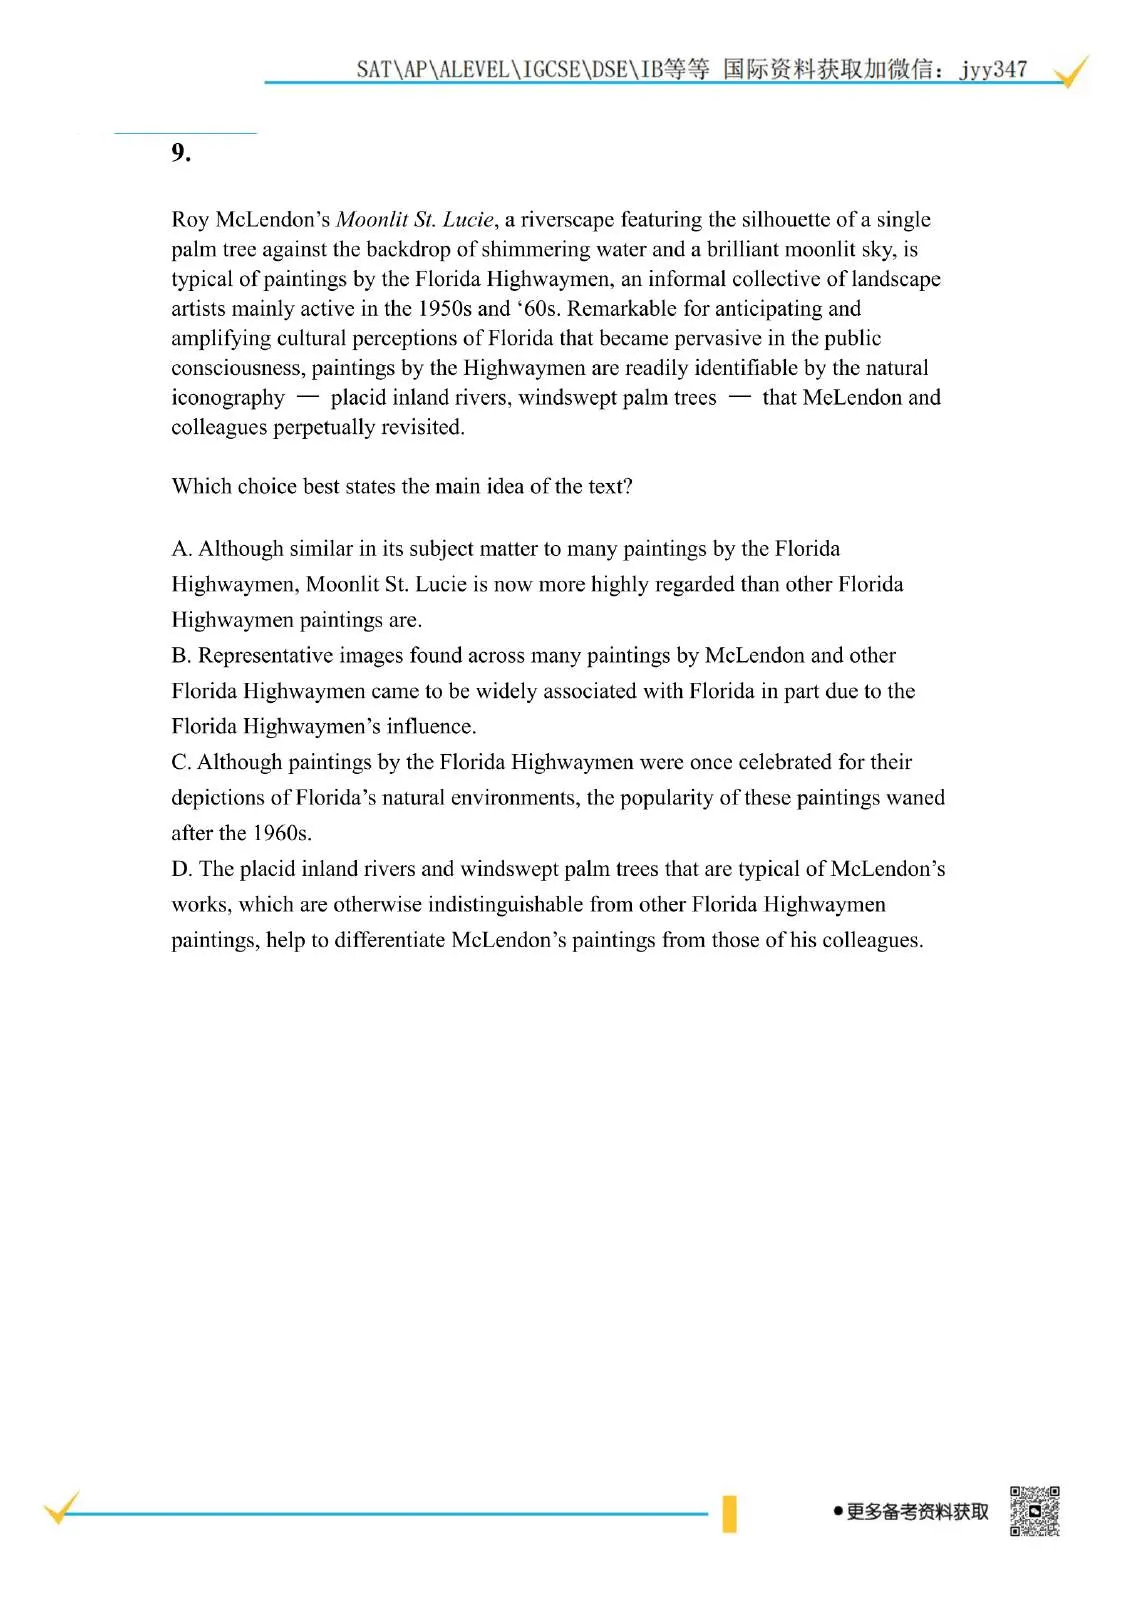 SAT\AP\ALEVEL\IGCSE\DSE\IB等等 国际资料获取加微信：jyy347
9.
Roy McLendon’s Moonlit St. Lucie, a riverscape featuring the silhouette of a single
palm tree against the backdrop of shimmering water and a brilliant moonlit sky, is
typical of paintings by the Florida Highwaymen, an informal collective of landscape
artists mainly active in the 1950s and ‘60s. Remarkable for anticipating and
amplifying cultural perceptions of Florida that became pervasive in the public
consciousness, paintings by the Highwaymen are readily identifiable by the natural
iconography — placid inland rivers, windswept palm trees — that MeLendon and
colleagues perpetually revisited.
Which choice best states the main idea of the text?
A. Although similar in its subject matter to many paintings by the Florida
Highwaymen, Moonlit St. Lucie is now more highly regarded than other Florida
Highwaymen paintings are.
B. Representative images found across many paintings by McLendon and other
Florida Highwaymen came to be widely associated with Florida in part due to the
Florida Highwaymen’s influence.
C. Although paintings by the Florida Highwaymen were once celebrated for their
depictions of Florida’s natural environments, the popularity of these paintings waned
after the 1960s.
D. The placid inland rivers and windswept palm trees that are typical of McLendon’s
works, which are otherwise indistinguishable from other Florida Highwaymen
paintings, help to differentiate McLendon’s paintings from those of his colleagues.
●更多备考资料获取